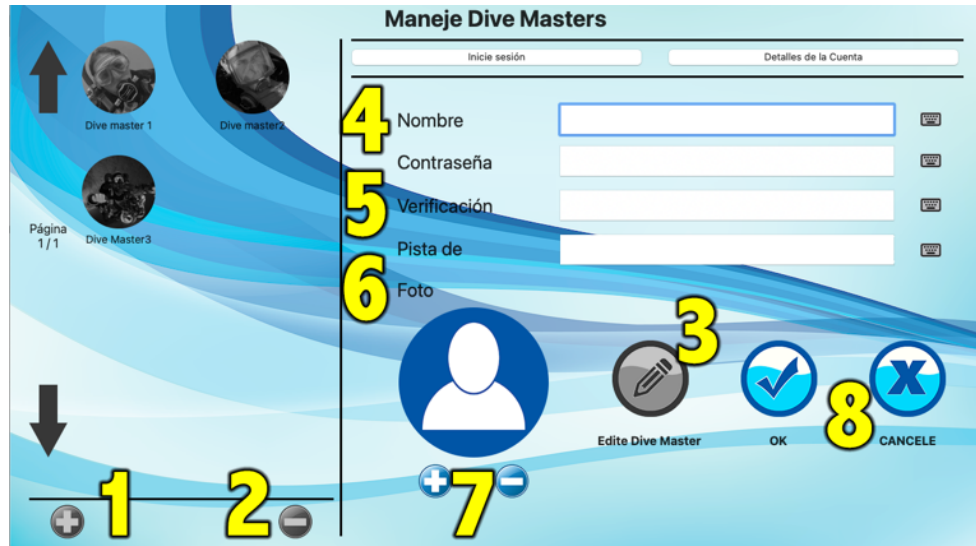 Maneje Dive Masters
Inicie sesión
Detalles de la Cuenta
Dive master 1
Dive master2
Dive Master3
Página
1 / 1
4
Nombre
Contraseña
5
Verificación
Pista de
6
Foto
3
Edite Dive Master
OK
8
CANCELE
1
2
7